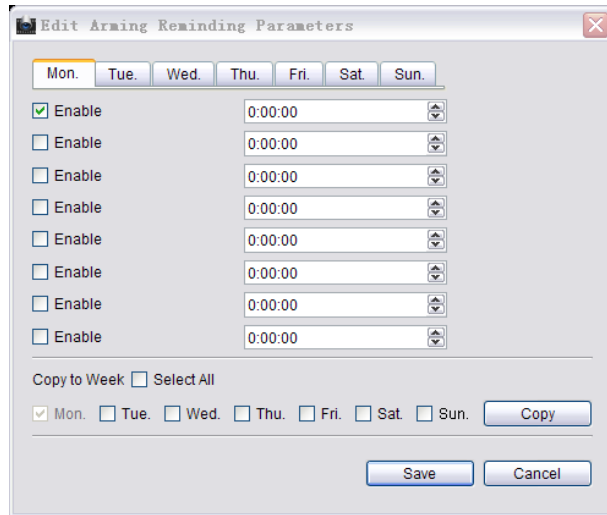 Edit Arming Reminding Parameters
Mon. Tue. Wed. Thu. Fri. Sat. Sun.
Enable 0:00:00
Enable 0:00:00
Enable 0:00:00
Enable 0:00:00
Enable 0:00:00
Enable 0:00:00
Enable 0:00:00
Enable 0:00:00
Copy to Week Select All
Mon. Tue. Wed. Thu. Fri. Sat. Sun. Copy
Save Cancel